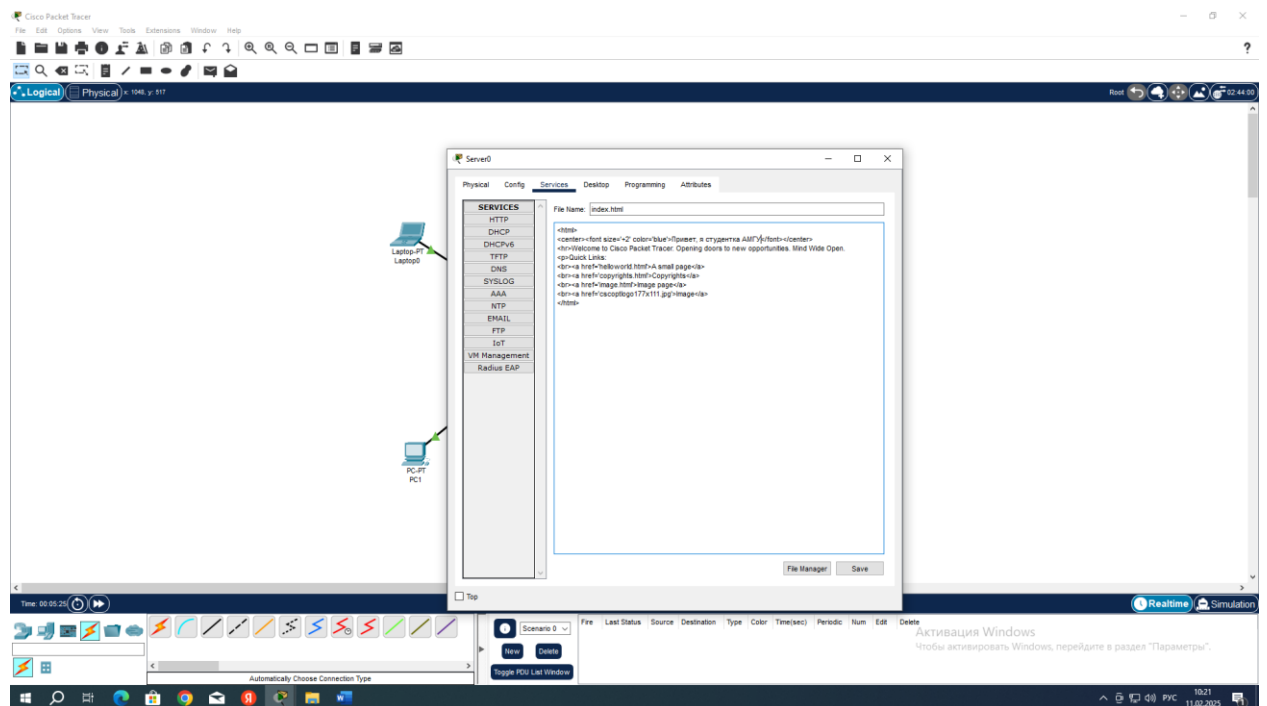 Cisco Packet Tracer
File Edit Options View Tools Extensions Window Help
?
Logical Physical x: 1046, y: 517
Root 02:44:00
Server0
Physical Config Services Desktop Programming Attributes
SERVICES
HTTP
DHCP
DHCPv6
TFTP
DNS
SYSLOG
AAA
NTP
EMAIL
FTP
IoT
VM Management
Radius EAP
File Name: index.html
<html>
<center><font size='+2' color='blue'>Привет, я студентка АМГУ</font></center>
<hr>Welcome to Cisco Packet Tracer. Opening doors to new opportunities. Mind Wide Open.
<p>Quick Links:
<br><a href='helloworld.html'>A small page</a>
<br><a href='copyrights.html'>Copyrights</a>
<br><a href='image.html'>Image page</a>
<br><a href='cscoptlogo177x111.jpg'>Image</a>
</html>
File Manager Save
Top
Laptop-PT
Laptop0
PC-PT
PC1
Time: 00:05:25
Realtime Simulation
Scenario 0
New Delete
Toggle PDU List Window
Fire Last Status Source Destination Type Color Time(sec) Periodic Num Edit Delete
Активация Windows
Чтобы активировать Windows, перейдите в раздел "Параметры".
Automatically Choose Connection Type
РУС
10:21
11.02.2025